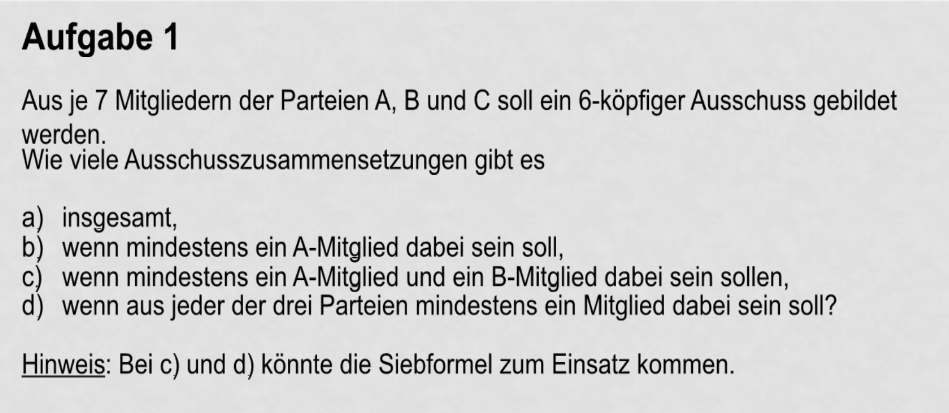 Aufgabe 1
Aus je 7 Mitgliedern der Parteien A, B und C soll ein 6-köpfiger Ausschuss gebildet
werden.
Wie viele Ausschusszusammensetzungen gibt es
a) insgesamt,
b) wenn mindestens ein A-Mitglied dabei sein soll,
c) wenn mindestens ein A-Mitglied und ein B-Mitglied dabei sein sollen,
d) wenn aus jeder der drei Parteien mindestens ein Mitglied dabei sein soll?
Hinweis: Bei c) und d) könnte die Siebformel zum Einsatz kommen.